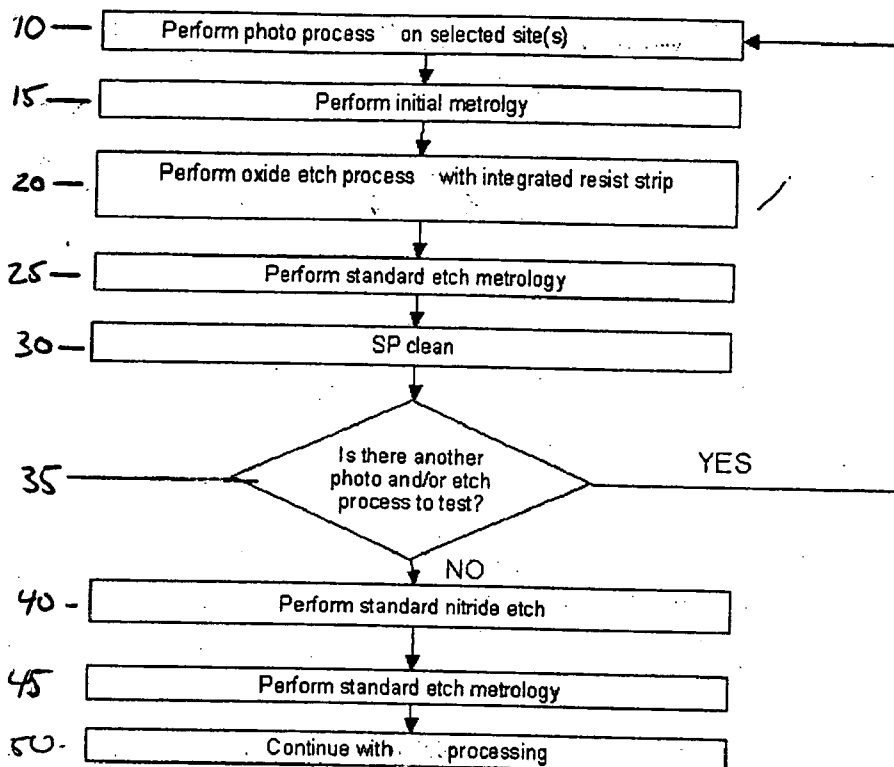 10 Perform photo process on selected site(s)
15 Perform initial metrolgy
20 Perform oxide etch process with integrated resist strip
25 Perform standard etch metrology
30 SP clean
Is there another
35 photo and/or etch YES
process to test?
NO
40 Perform standard nitride etch
45 Perform standard etch metrology
50 Continue with processing